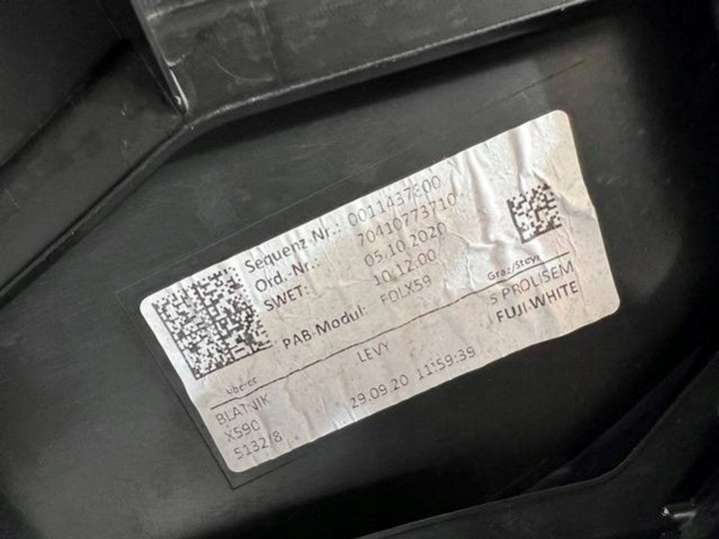 Sequenz-Nr.: 0011437800
Ord.-Nr.: 70410773710
SWET: 05.10.2020
10:12:00
PAB-Modul: FOLX59
Graz/Steyr
LEVY
S PROLISEM
BLATNIK
FUJI-WHITE
X590
29.09.20 11:59:39
5132/8